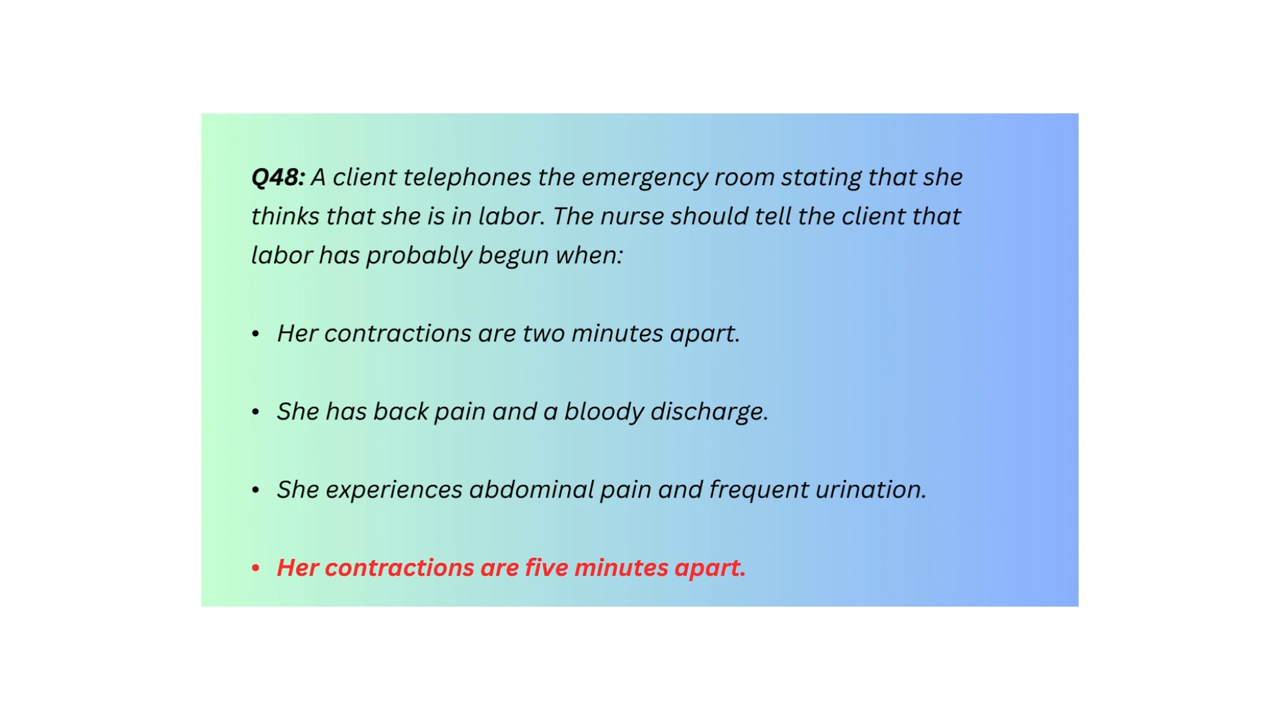 Q48: A client telephones the emergency room stating that she
thinks that she is in labor. The nurse should tell the client that
labor has probably begun when:
• Her contractions are two minutes apart.
• She has back pain and a bloody discharge.
• She experiences abdominal pain and frequent urination.
• Her contractions are five minutes apart.